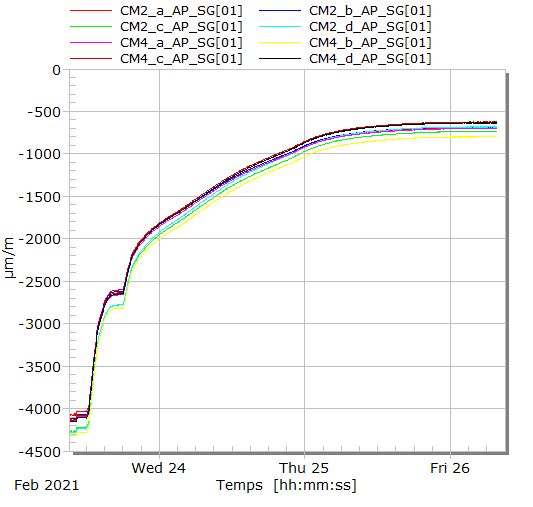 CM2_a_AP_SG[01] CM2_b_AP_SG[01]
CM2_c_AP_SG[01] CM2_d_AP_SG[01]
CM4_a_AP_SG[01] CM4_b_AP_SG[01]
CM4_c_AP_SG[01] CM4_d_AP_SG[01]
0
-500
-1000
-1500
-2000
µm/m
-2500
-3000
-3500
-4000
-4500
Wed 24 Thu 25 Fri 26
Feb 2021 Temps [hh:mm:ss]